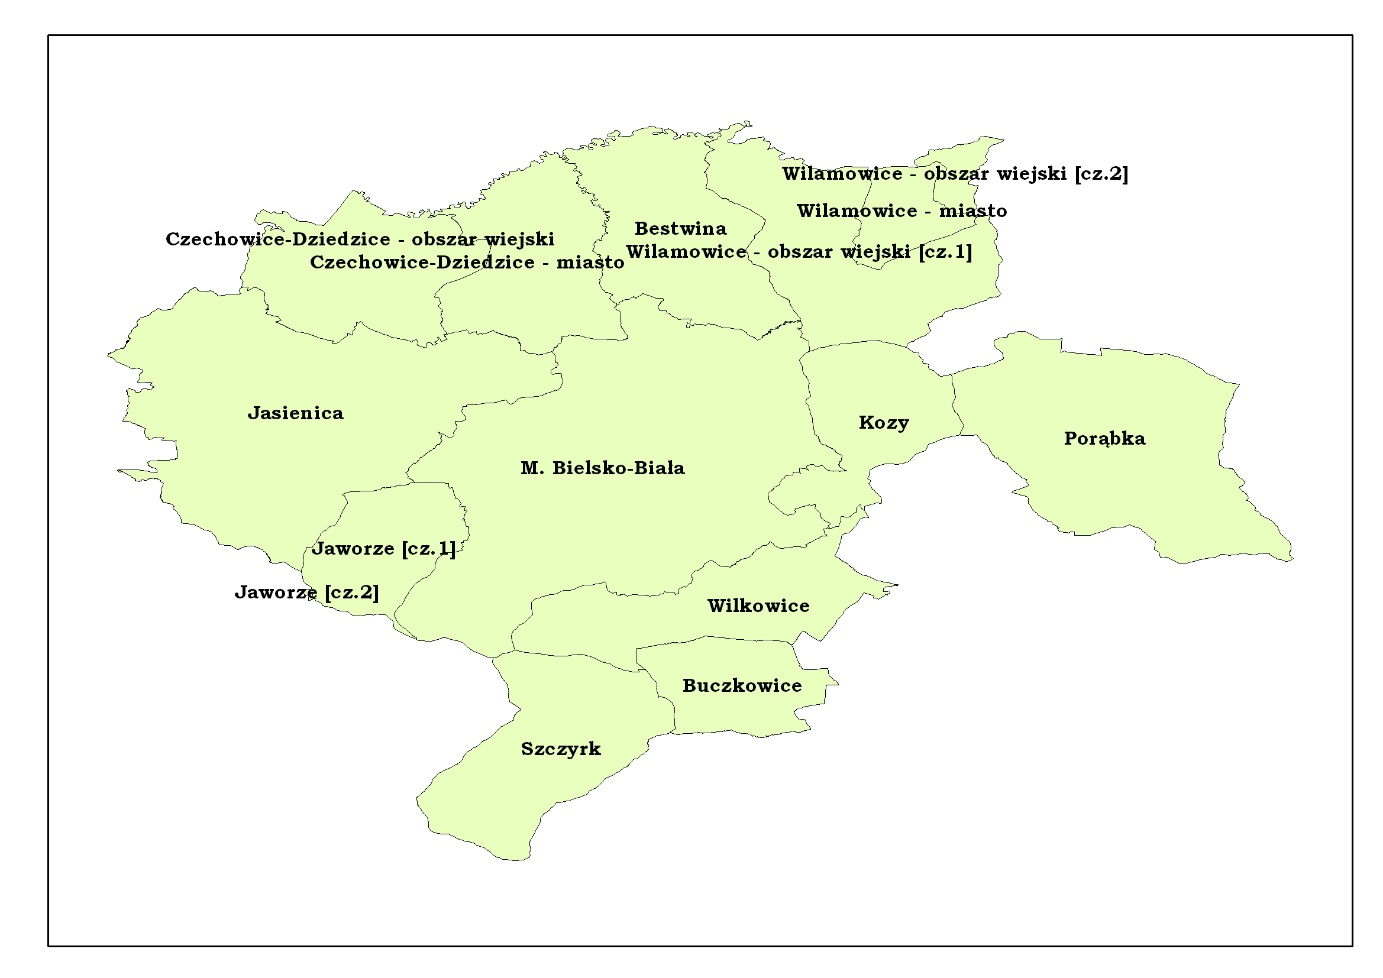 Wilamowice - obszar wiejski [cz.2]
Wilamowice - miasto
Bestwina
Czechowice-Dziedzice - obszar wiejski
Wilamowice - obszar wiejski [cz.1]
Czechowice-Dziedzice - miasto
Jasienica
Kozy
Porąbka
M. Bielsko-Biała
Jaworze [cz.1]
Jaworze [cz.2]
Wilkowice
Buczkowice
Szczyrk